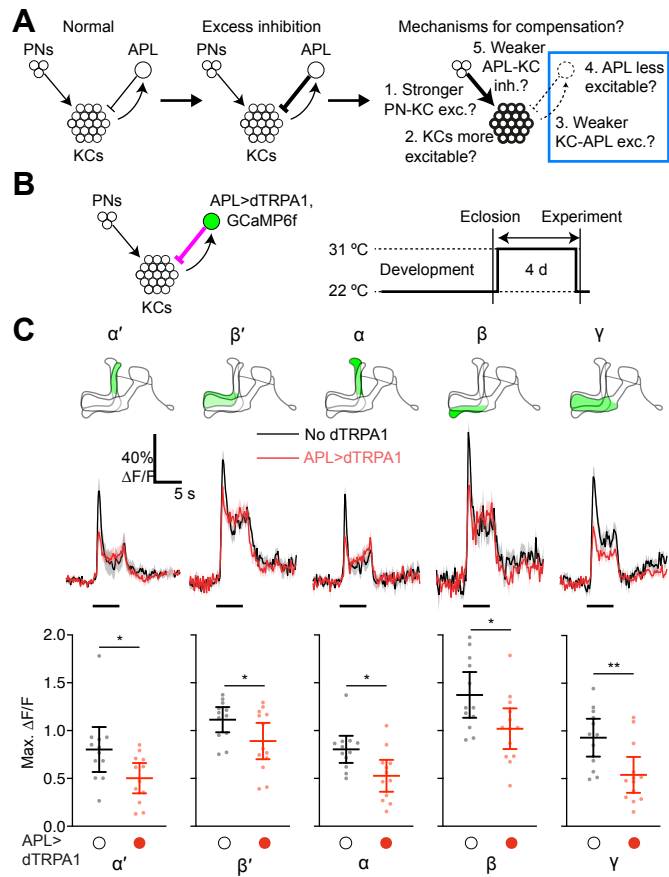 A
Normal
Excess inhibition
Mechanisms for compensation?
PNs
APL
KCs
PNs
APL
KCs
5. Weaker
APL-KC
inh.?
1. Stronger
PN-KC exc.?
2. KCs more
excitable?
4. APL less
excitable?
3. Weaker
KC-APL exc.?
B
PNs
APL>dTRPA1,
GCaMP6f
KCs
Eclosion
Experiment
31 ºC
Development
4 d
22 ºC
C
α′
β′
α
β
γ
No dTRPA1
APL>dTRPA1
40%
ΔF/F
5 s
Max. ΔF/F
2.0
1.5
1.0
0.5
0.0
*
*
*
*
**
APL>
dTRPA1
α′
β′
α
β
γ